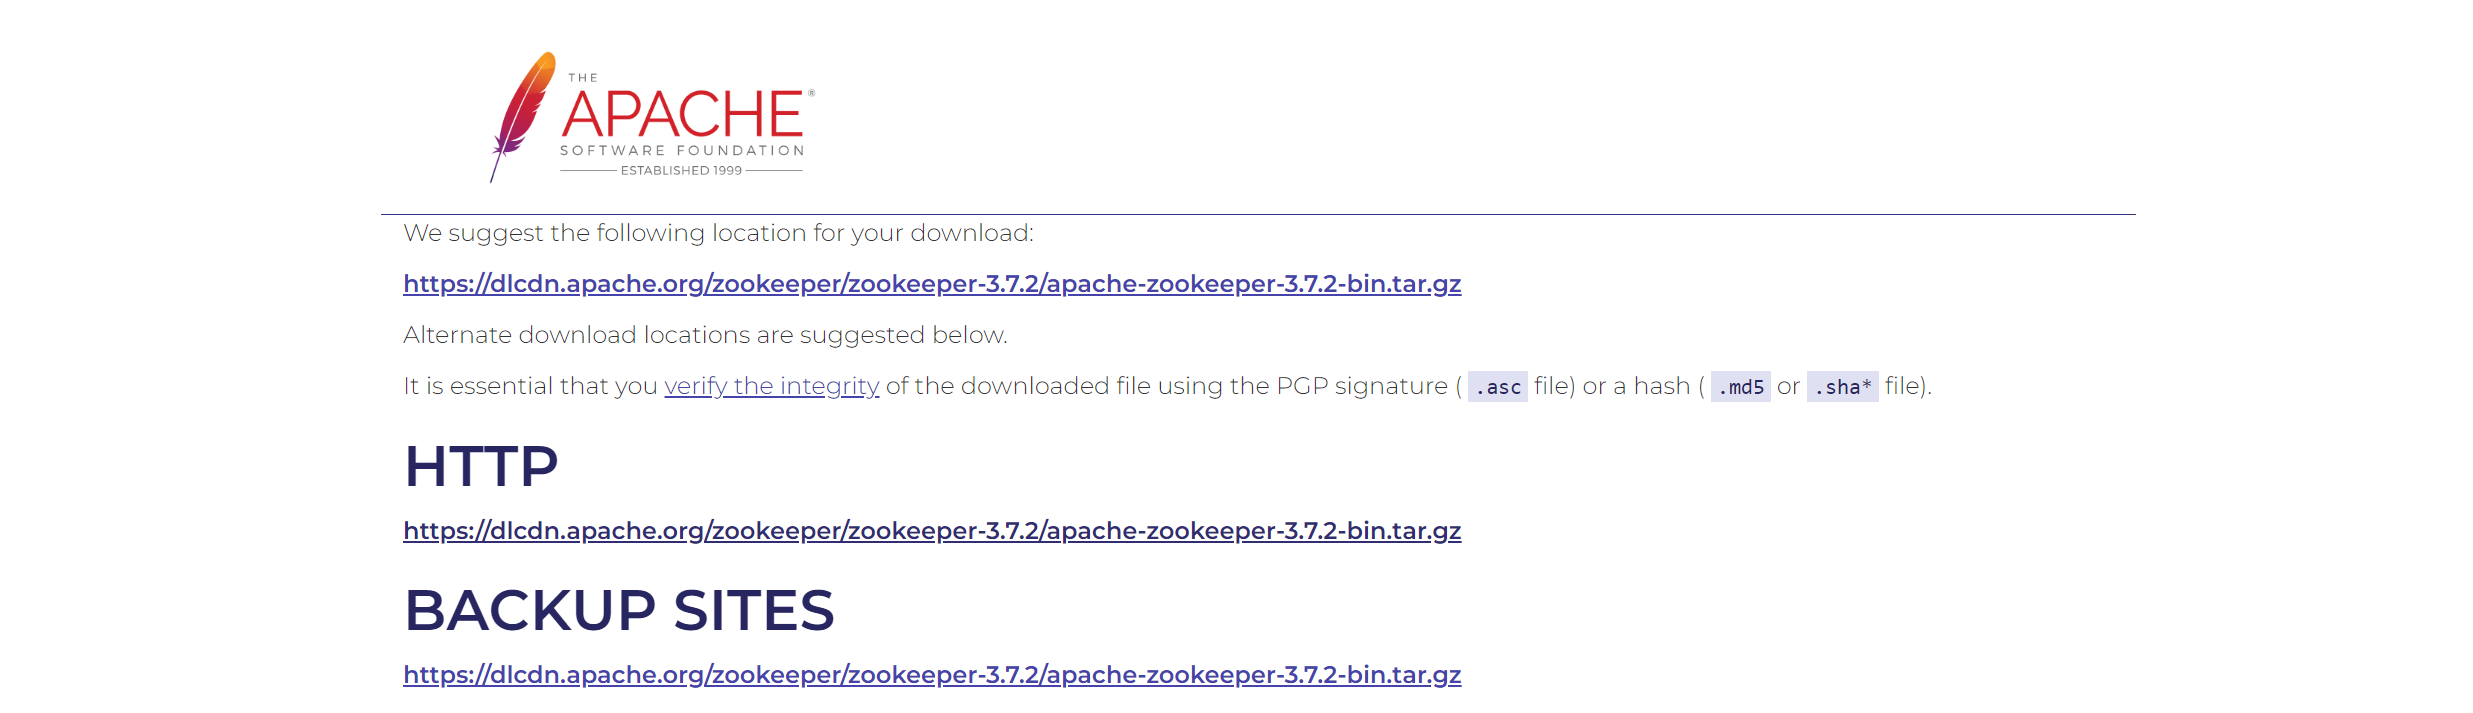 THE
APACHE®
SOFTWARE FOUNDATION
ESTABLISHED 1999
We suggest the following location for your download:
https://dlcdn.apache.org/zookeeper/zookeeper-3.7.2/apache-zookeeper-3.7.2-bin.tar.gz
Alternate download locations are suggested below.
It is essential that you verify the integrity of the downloaded file using the PGP signature ( .asc file) or a hash ( .md5 or .sha* file).
HTTP
https://dlcdn.apache.org/zookeeper/zookeeper-3.7.2/apache-zookeeper-3.7.2-bin.tar.gz
BACKUP SITES
https://dlcdn.apache.org/zookeeper/zookeeper-3.7.2/apache-zookeeper-3.7.2-bin.tar.gz